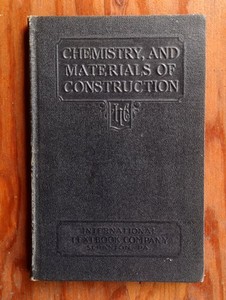 CHEMISTRY, AND
MATERIALS OF
CONSTRUCTION
INTERNATIONAL
TEXTBOOK COMPANY